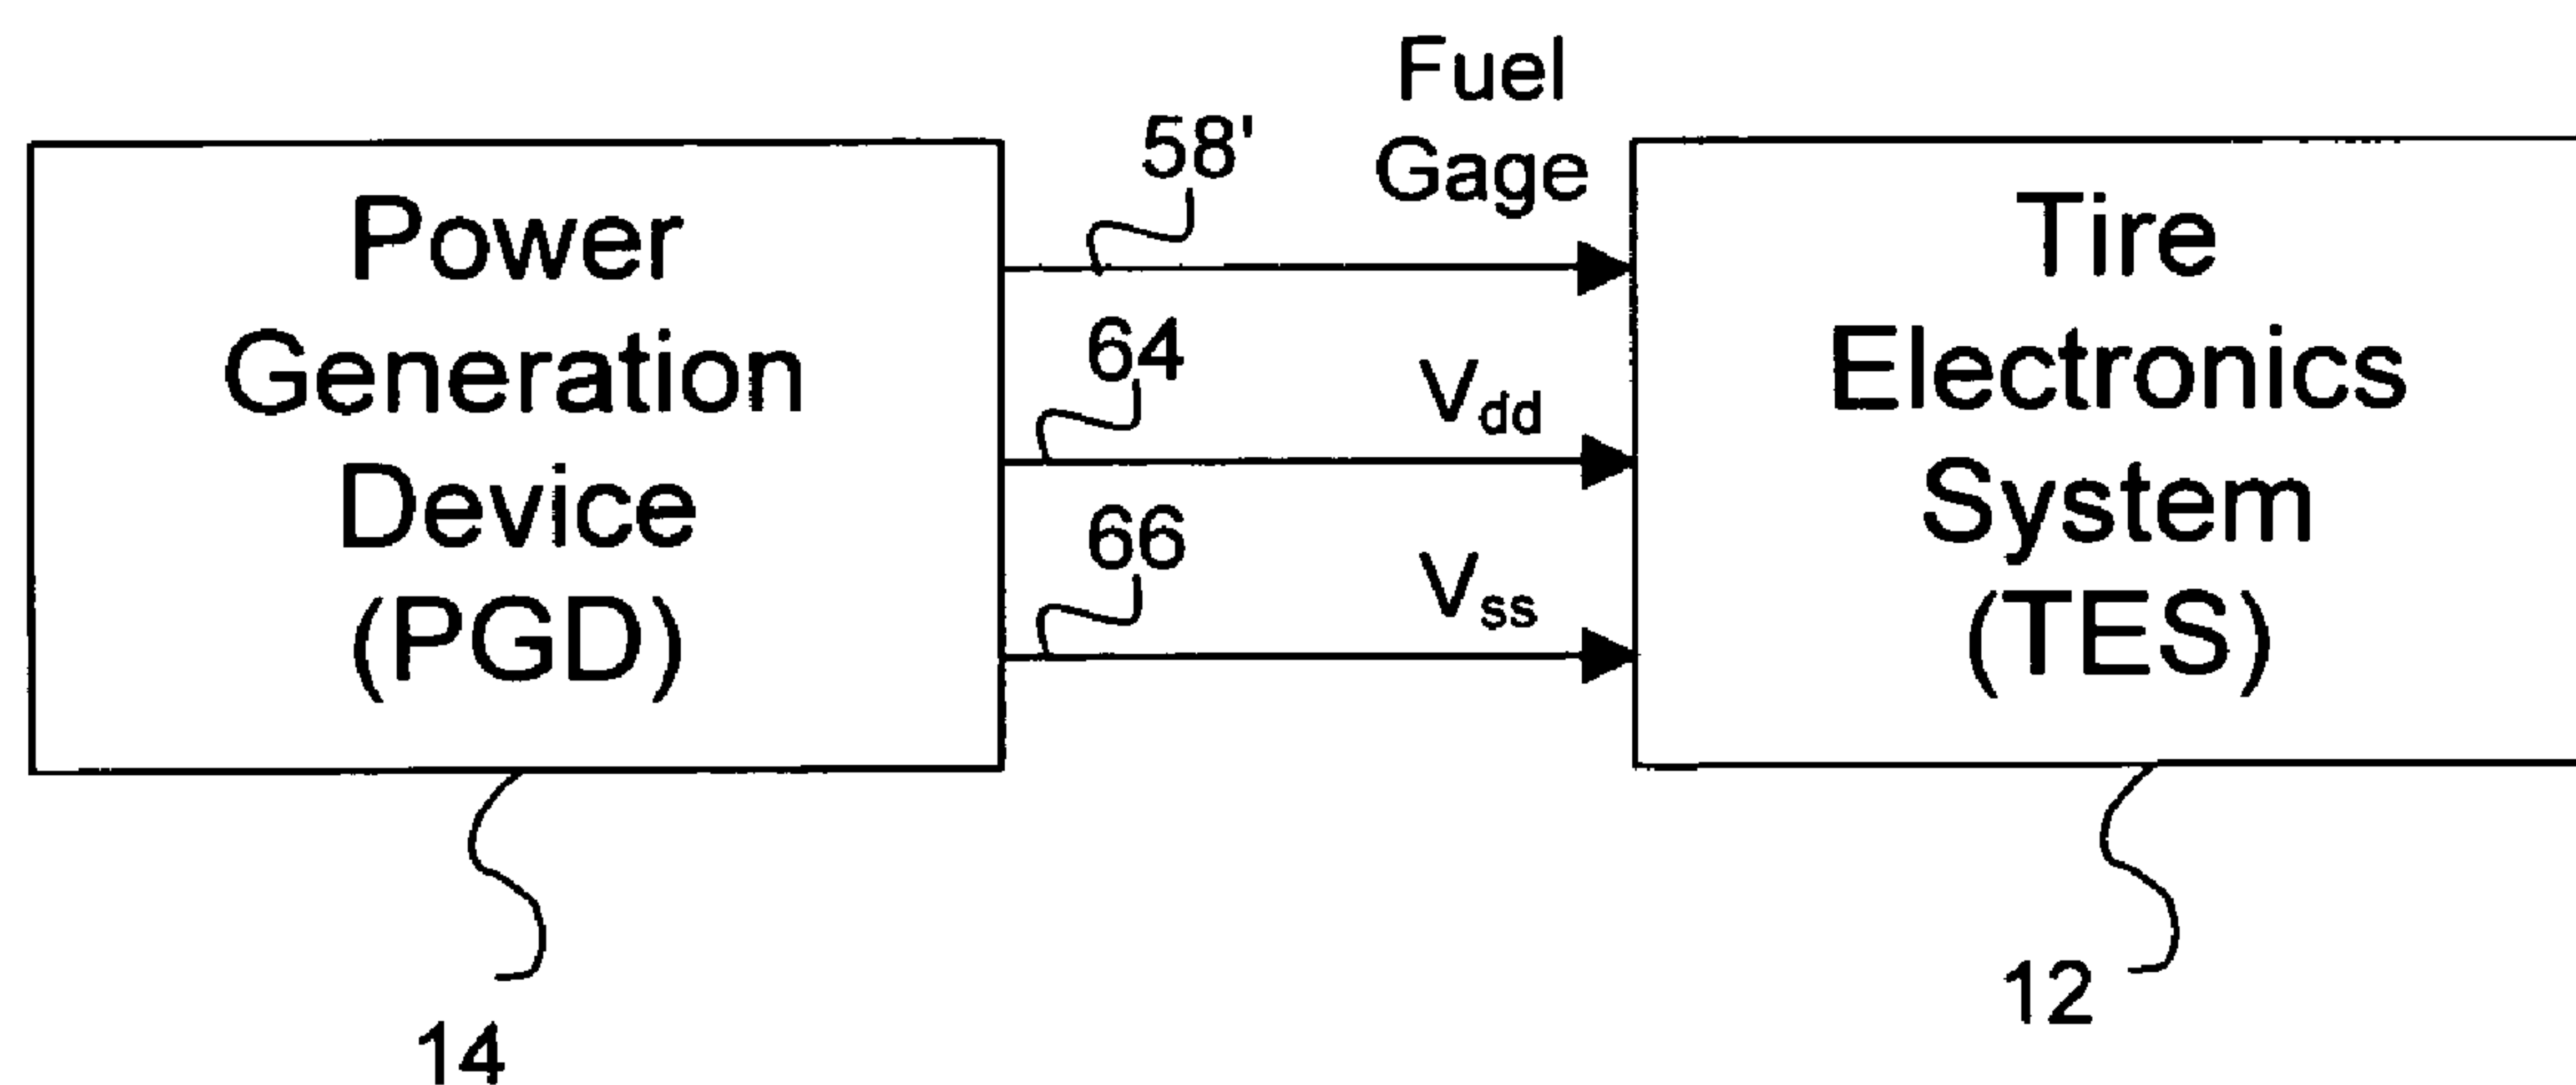 Power
Generation
Device
(PGD)
14
58'
Fuel
Gage
64
Vdd
66
Vss
Tire
Electronics
System
(TES)
12